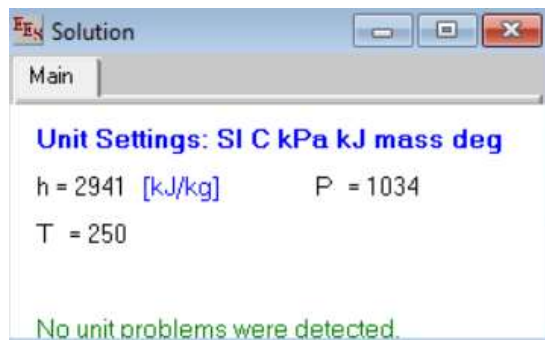 EES Solution
Main
Unit Settings: SI C kPa kJ mass deg
h = 2941 [kJ/kg] P = 1034
T = 250
No unit problems were detected.